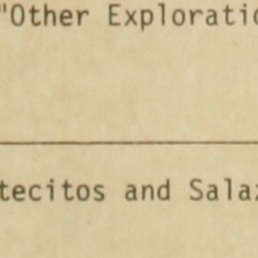 "Other Exploratio
tecitos and Sala